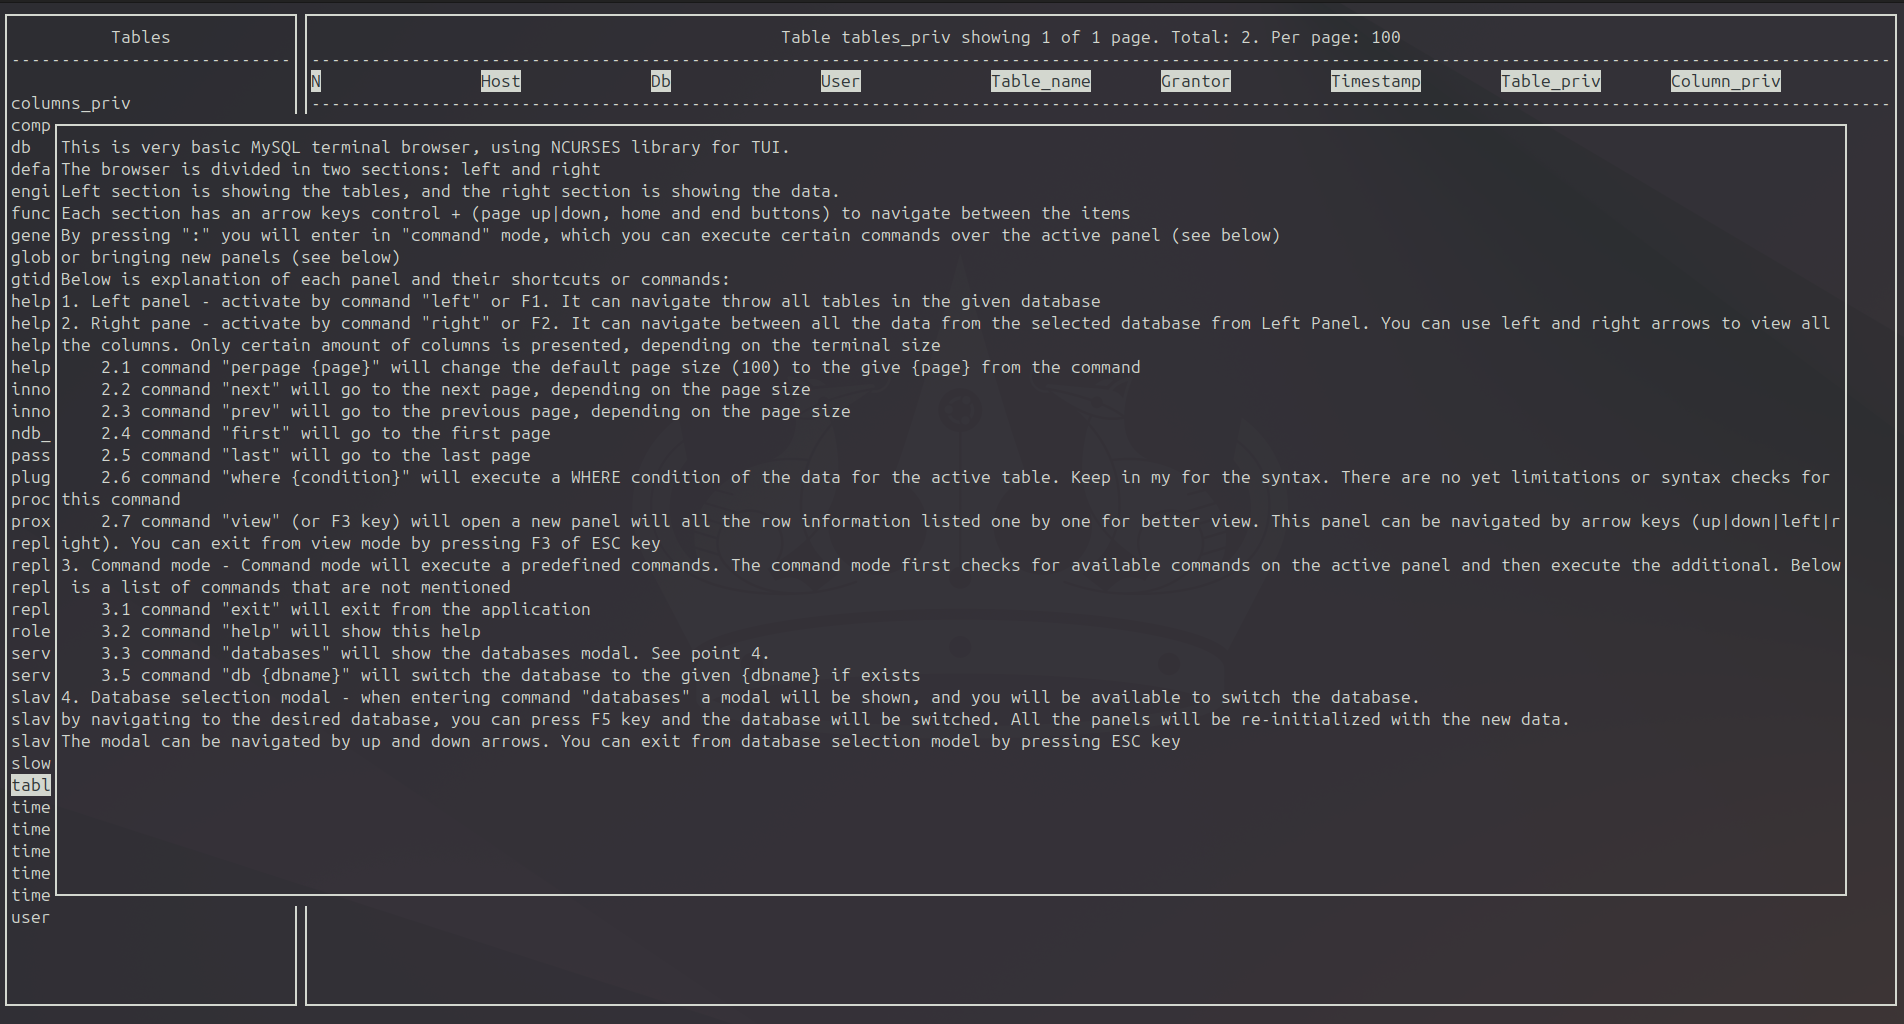 Tables
Table tables_priv showing 1 of 1 page. Total: 2. Per page: 100
N Host Db User Table_name Grantor Timestamp Table_priv Column_priv
columns_priv
comp
db
defa
engi
func
gene
glob
gtid
help
help
help
help
inno
inno
ndb_
pass
plug
proc
prox
repl
repl
repl
repl
role
serv
serv
slav
slav
slav
slow
tabl
time
time
time
time
time
user
This is very basic MySQL terminal browser, using NCURSES library for TUI.
The browser is divided in two sections: left and right
Left section is showing the tables, and the right section is showing the data.
Each section has an arrow keys control + (page up|down, home and end buttons) to navigate between the items
By pressing ":" you will enter in "command" mode, which you can execute certain commands over the active panel (see below)
or bringing new panels (see below)
Below is explanation of each panel and their shortcuts or commands:
1. Left panel - activate by command "left" or F1. It can navigate throw all tables in the given database
2. Right pane - activate by command "right" or F2. It can navigate between all the data from the selected database from Left Panel. You can use left and right arrows to view all
the columns. Only certain amount of columns is presented, depending on the terminal size
2.1 command "perpage {page}" will change the default page size (100) to the give {page} from the command
2.2 command "next" will go to the next page, depending on the page size
2.3 command "prev" will go to the previous page, depending on the page size
2.4 command "first" will go to the first page
2.5 command "last" will go to the last page
2.6 command "where {condition}" will execute a WHERE condition of the data for the active table. Keep in my for the syntax. There are no yet limitations or syntax checks for
this command
2.7 command "view" (or F3 key) will open a new panel will all the row information listed one by one for better view. This panel can be navigated by arrow keys (up|down|left|r
ight). You can exit from view mode by pressing F3 of ESC key
3. Command mode - Command mode will execute a predefined commands. The command mode first checks for available commands on the active panel and then execute the additional. Below
is a list of commands that are not mentioned
3.1 command "exit" will exit from the application
3.2 command "help" will show this help
3.3 command "databases" will show the databases modal. See point 4.
3.5 command "db {dbname}" will switch the database to the given {dbname} if exists
4. Database selection modal - when entering command "databases" a modal will be shown, and you will be available to switch the database.
by navigating to the desired database, you can press F5 key and the database will be switched. All the panels will be re-initialized with the new data.
The modal can be navigated by up and down arrows. You can exit from database selection model by pressing ESC key